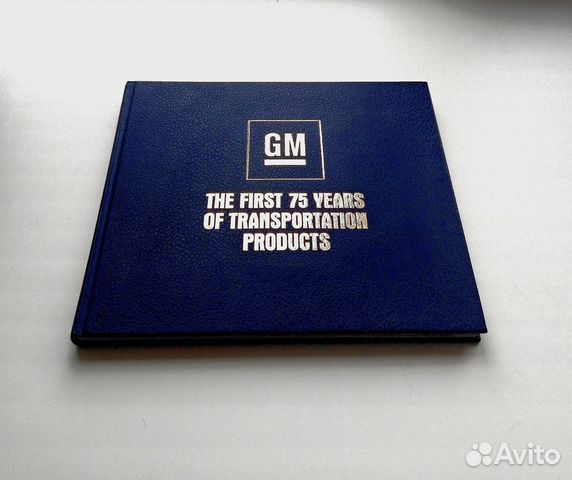 GM
THE FIRST 75 YEARS
OF TRANSPORTATION
PRODUCTS
Avito